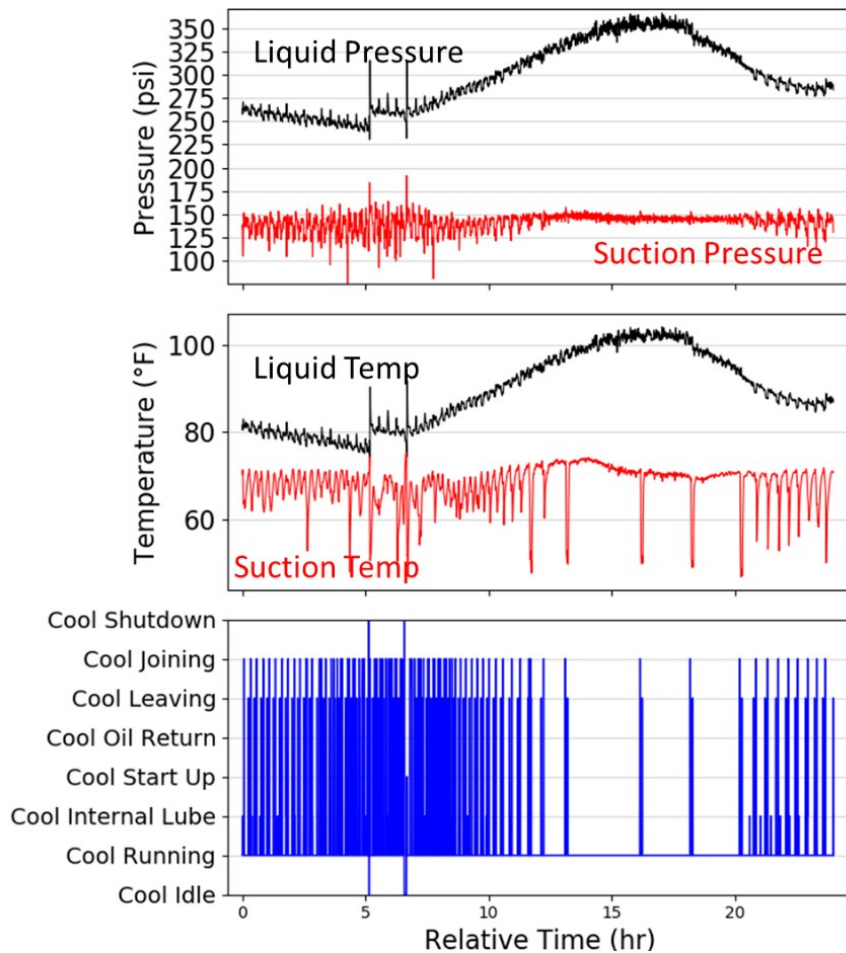 350
325
300
275
250
225
200
175
150
125
100
Pressure (psi)
Liquid Pressure
Suction Pressure
100
80
60
Temperature (°F)
Liquid Temp
Suction Temp
Cool Shutdown
Cool Joining
Cool Leaving
Cool Oil Return
Cool Start Up
Cool Internal Lube
Cool Running
Cool Idle
0 5 10 15 20
Relative Time (hr)